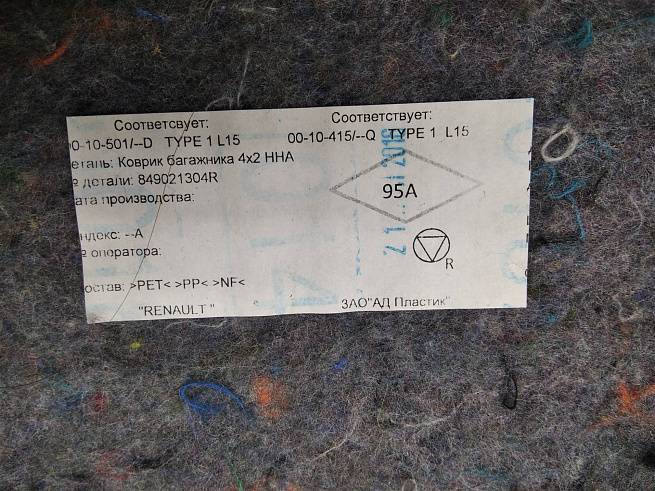 Соответсвует: Соответствует:
00-10-501/--D TYPE 1 L15 00-10-415/--Q TYPE 1 L15
еталь: Коврик багажника 4x2 HHA
детали: 849021304R
ата производства:
95A
ндекс: --A
оператора:
R
остав: >PET< >PP< >NF<
"RENAULT" ЗАО"АД Пластик"